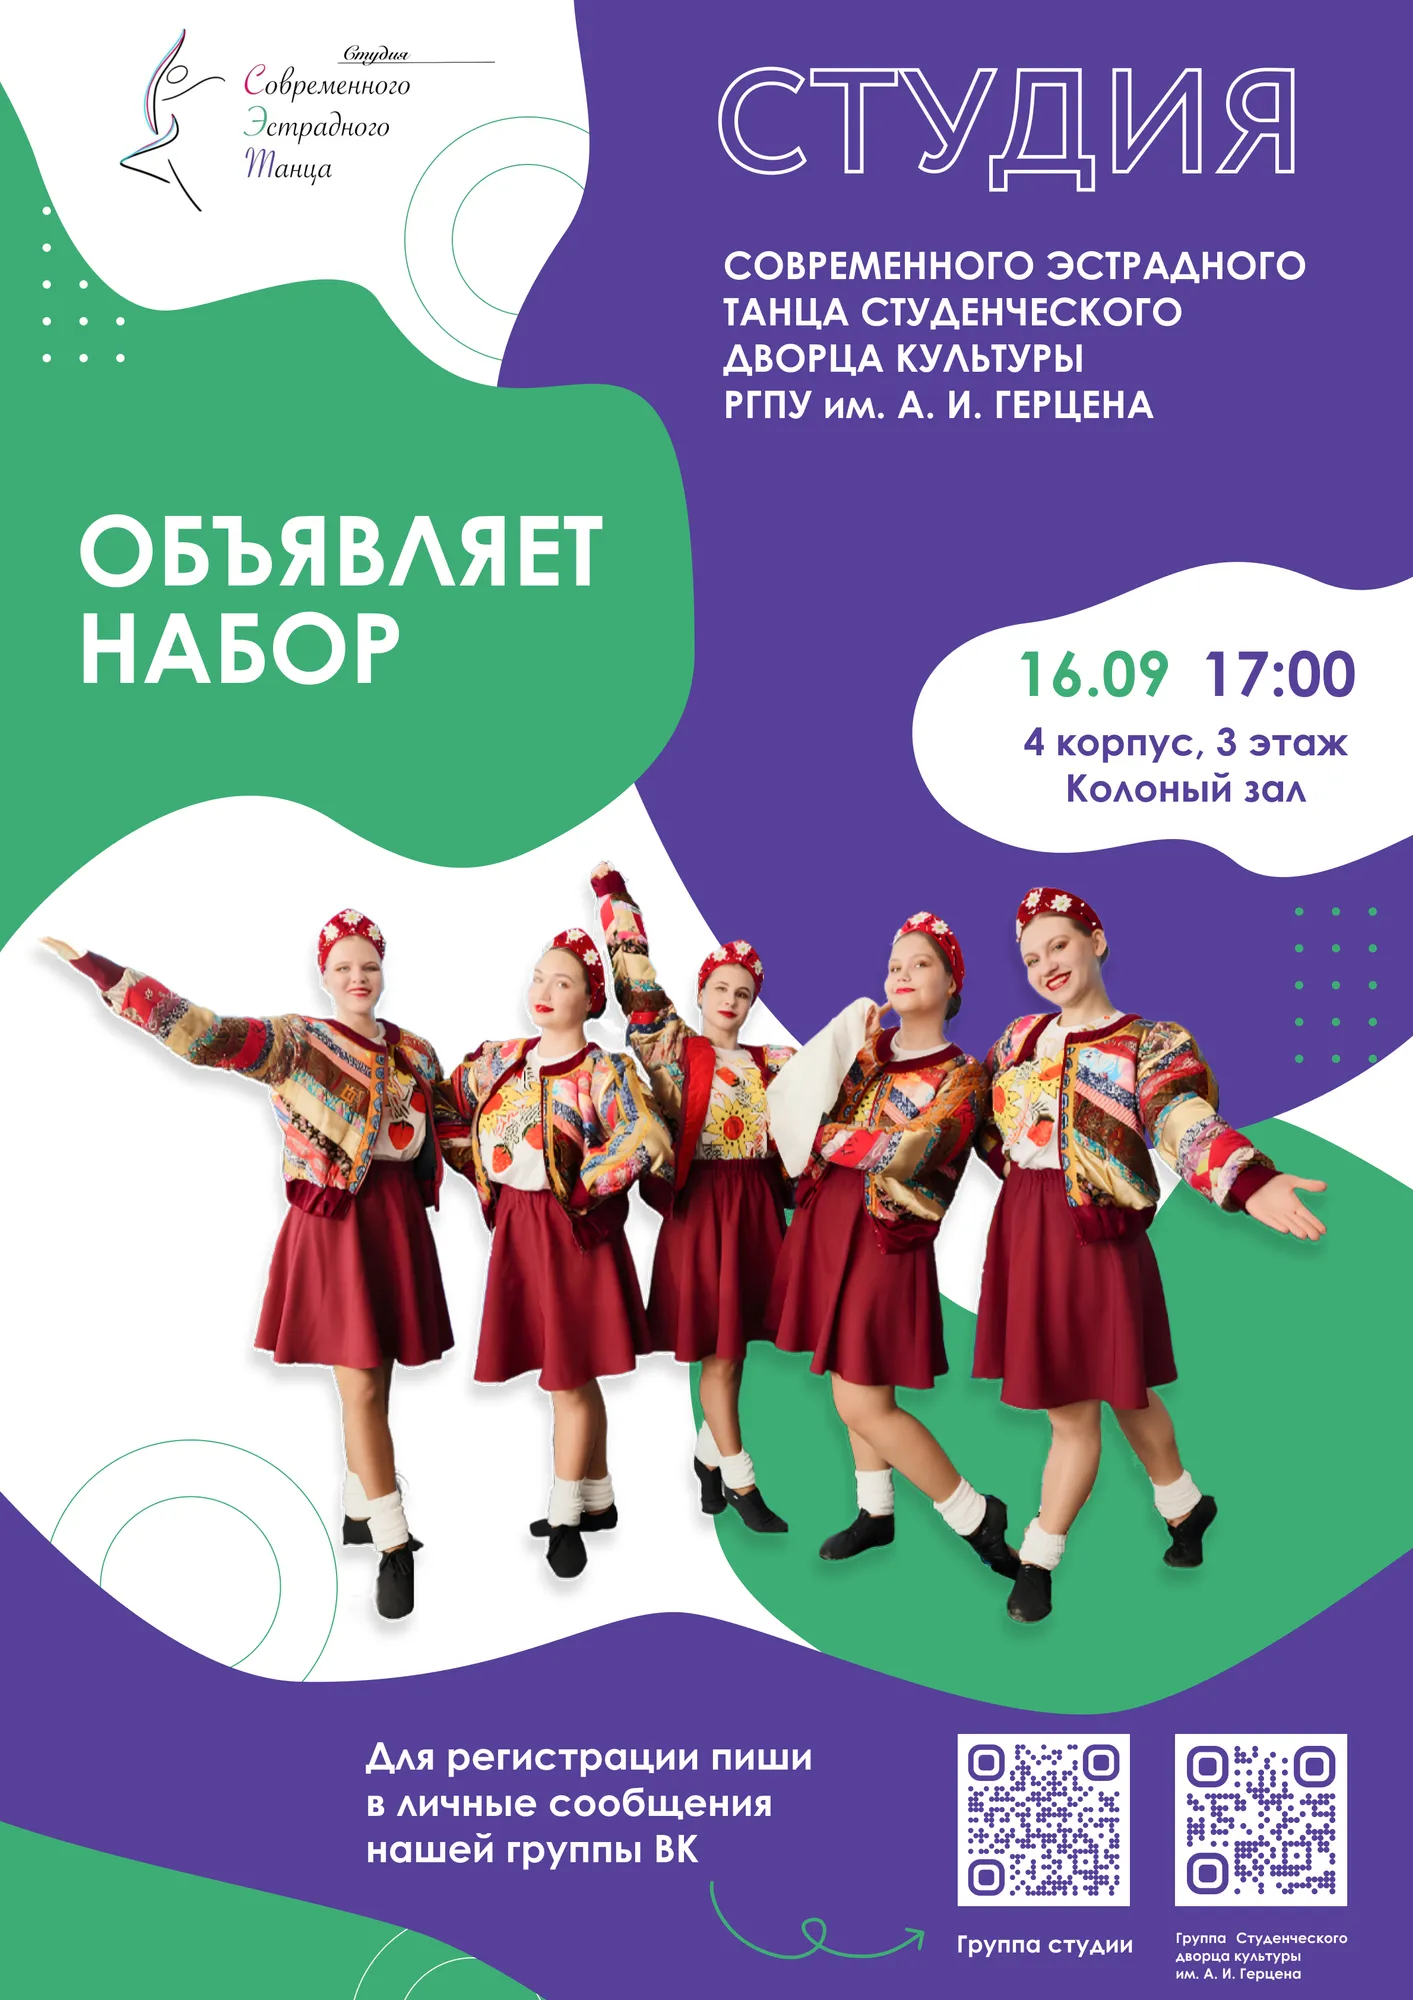 Студия
Современного
Эстрадного
Танца
СТУДИЯ
СОВРЕМЕННОГО ЭСТРАДНОГО
ТАНЦА СТУДЕНЧЕСКОГО
ДВОРЦА КУЛЬТУРЫ
РГПУ им. А. И. ГЕРЦЕНА
ОБЪЯВЛЯЕТ
НАБОР
16.09 17:00
4 корпус, 3 этаж
Колоный зал
Для регистрации пиши
в личные сообщения
нашей группы ВК
Группа студии
Группа Студенческого
дворца культуры
им. А. И. Герцена